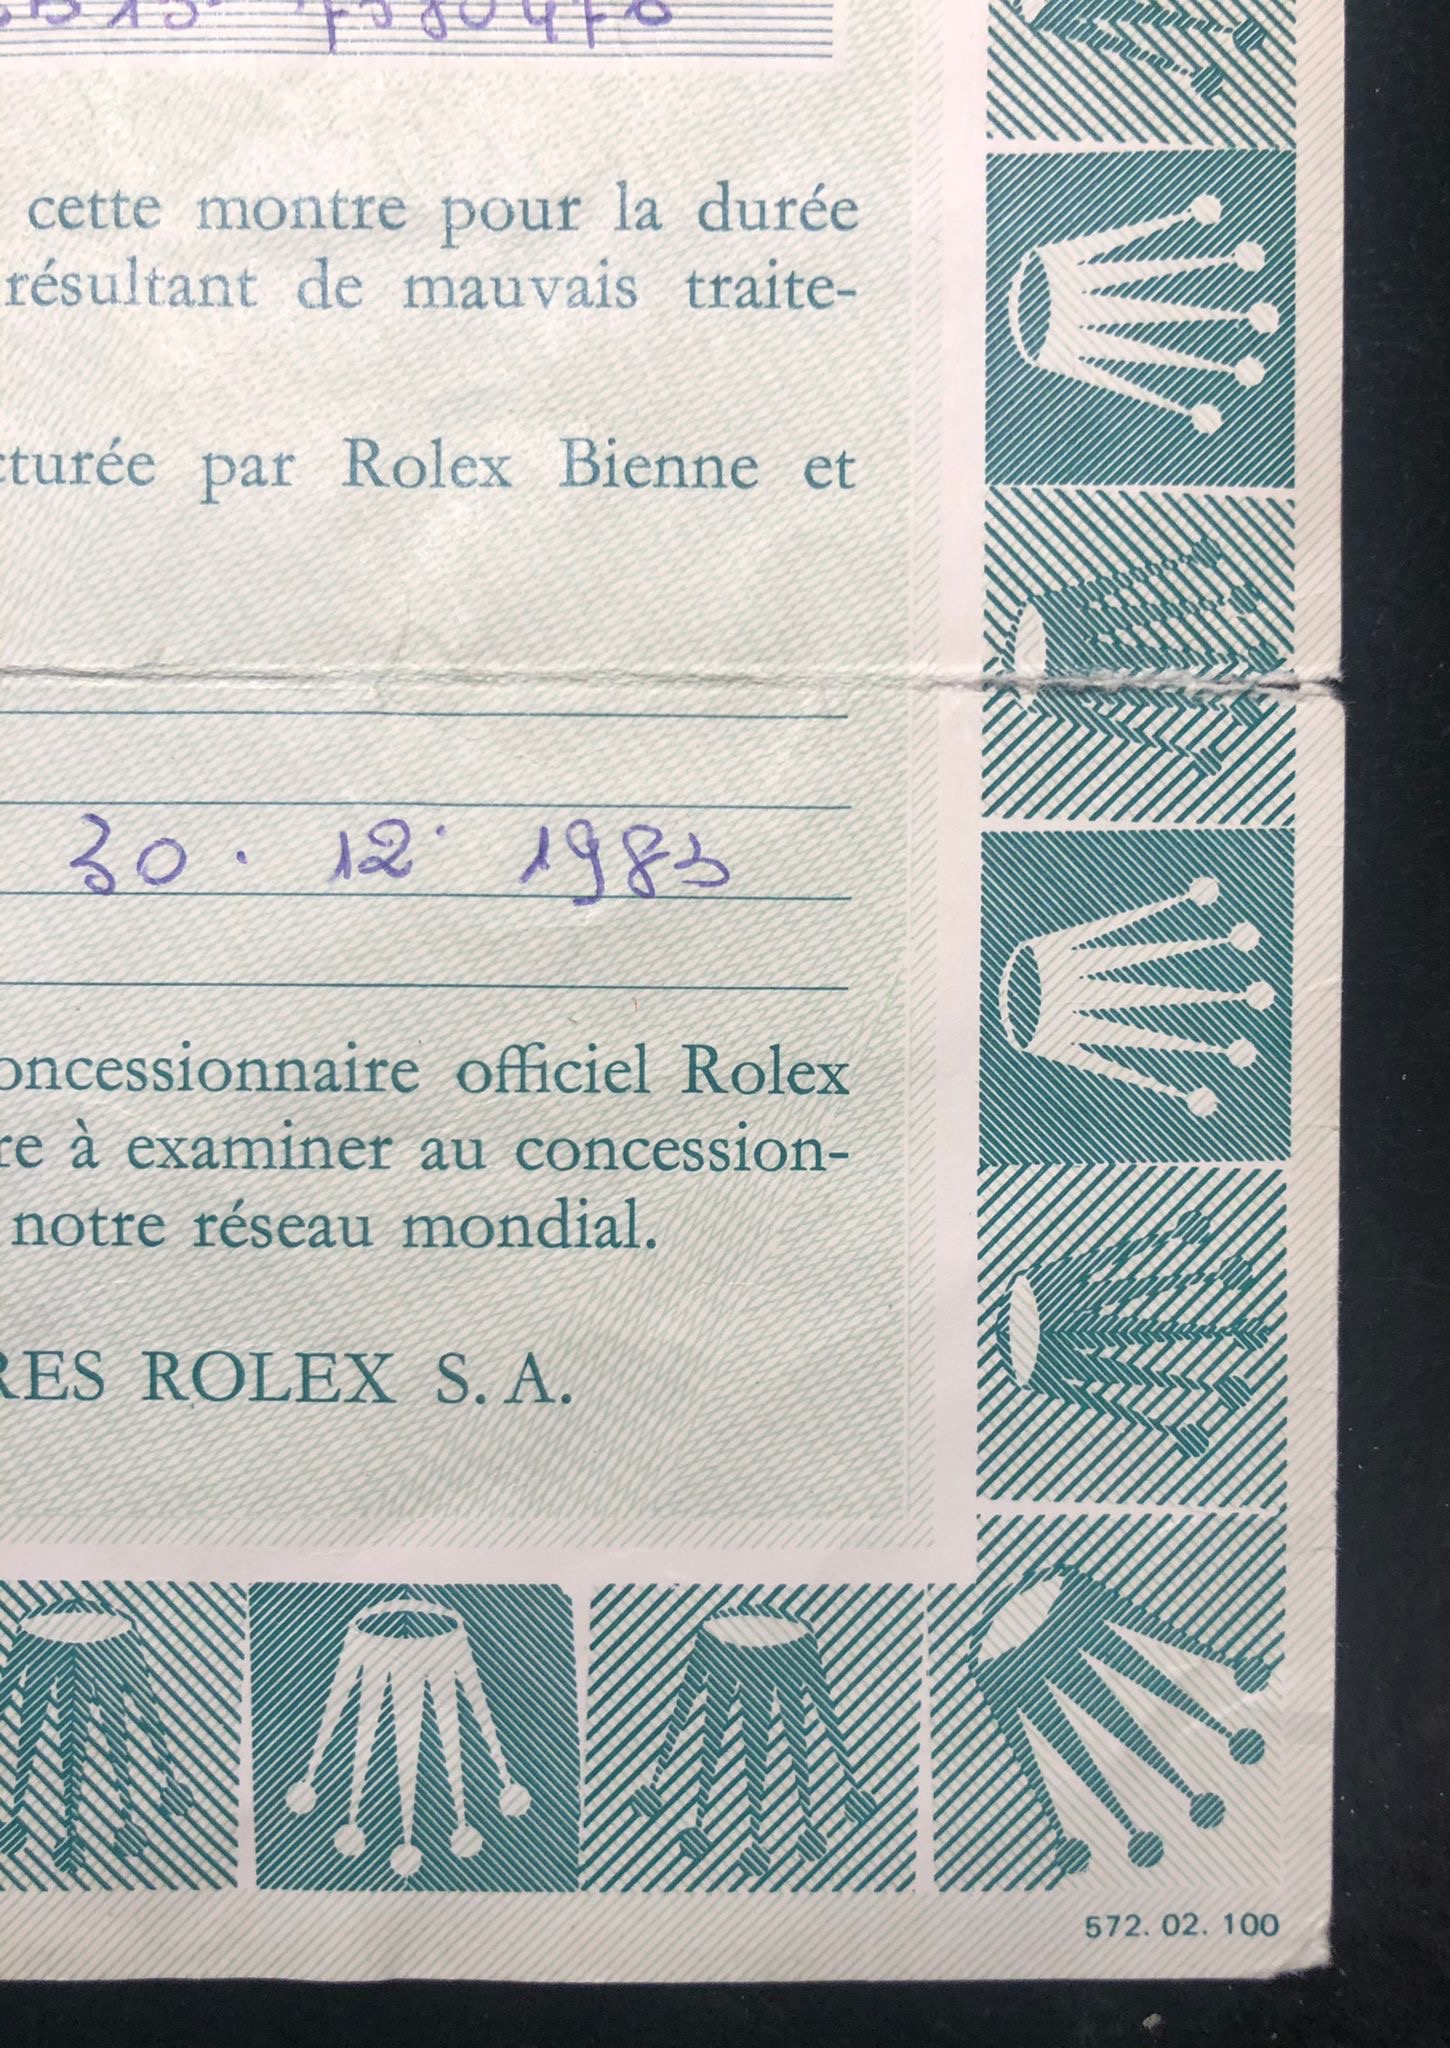 cette montre pour la durée
résultant de mauvais traite-
cturée par Rolex Bienne et
30. 12. 1983
oncessionnaire officiel Rolex
re à examiner au concession-
notre réseau mondial.
RES ROLEX S. A.
572. 02. 100